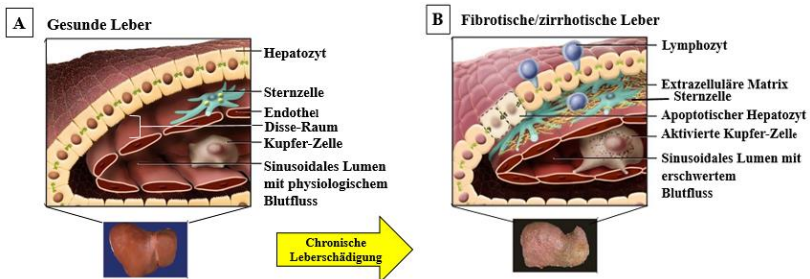 A Gesunde Leber
Hepatozyt
Sternzelle
Endothel
Disse-Raum
Kupfer-Zelle
Sinusoidales Lumen
mit physiologischem
Blutfluss
Chronische
Leberschädigung
B Fibrotische/zirrhotische Leber
Lymphozyt
Extrazelluläre Matrix
Sternzelle
Apoptotischer Hepatozyt
Aktivierte Kupfer-Zelle
Sinusoidales Lumen mit
erschwertem
Blutfluss